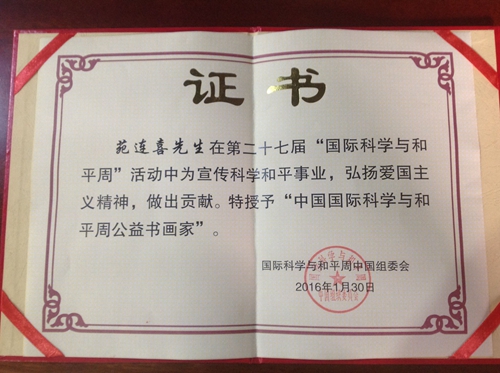 证书
苑连喜先生在第二十七届“国际科学与和
平周”活动中为宣传科学和平事业，弘扬爱国主
义精神，做出贡献。特授予“中国国际科学与和
平周公益书画家”。
国际科学与和平周中国组委会
2016年1月30日